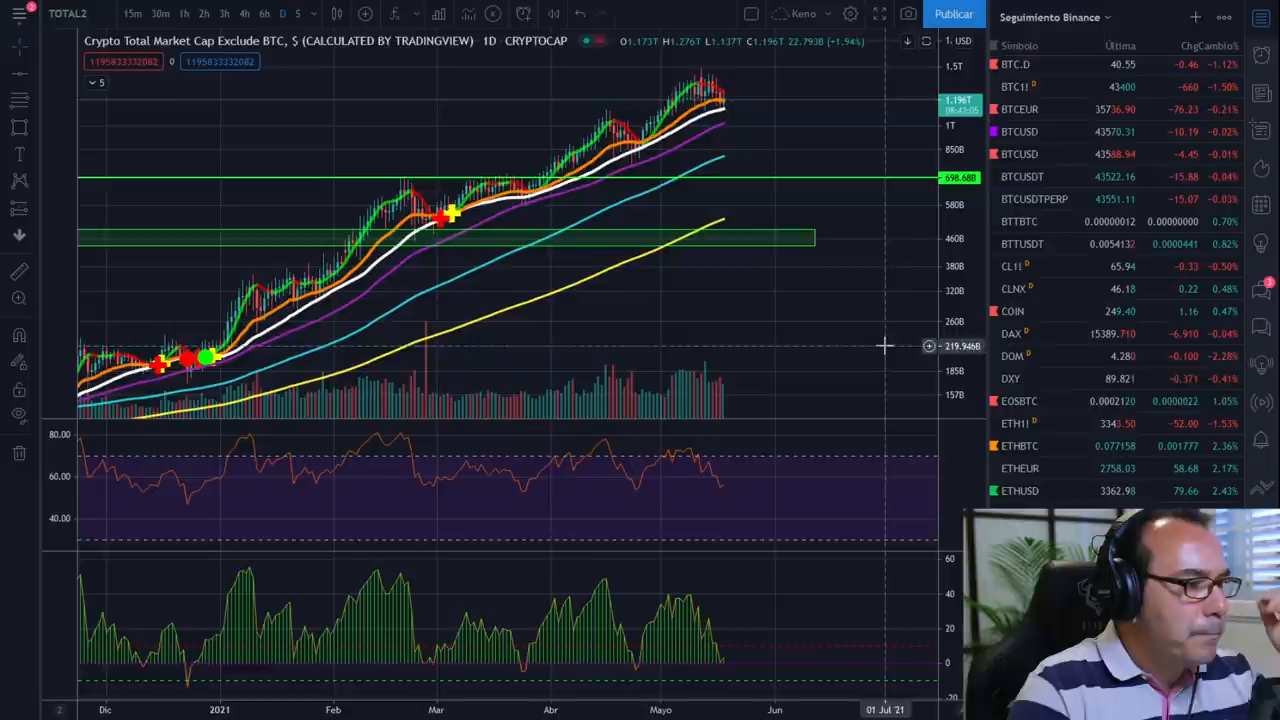 2
TOTAL2 15m 30m 1h 2h 3h 4h 6h D S Keno Publicar
Crypto Total Market Cap Exclude BTC, $ (CALCULATED BY TRADINGVIEW) · 1D · CRYPTOCAP O1.173T H1.276T L1.137T C1.196T 22.793B (+1.94%)
1195833332082 0 1195833332082
5
1. USD
1,5T
1.196T
08:43:05
1T
850B
698.68B
580B
460B
380B
320B
260B
219.946B
185B
157B
80.00
60.00
40.00
60
40
20
0
-20
Dic 2021 Feb Mar Abr Mayo Jun 01 Jul '21
Seguimiento Binance
Símbolo Última Chg Cambio%
BTC.D 40.55 -0.46 -1.12%
BTC1! D 43400 -660 -1.50%
BTCEUR 35736.90 -76.23 -0.21%
BTCUSD 43570.31 -10.19 -0.02%
BTCUSD 43588.94 -4.45 -0.01%
BTCUSDT 43522.16 -15.88 -0.04%
BTCUSDTPERP 43551.11 -15.07 -0.03%
BTTBTC 0.00000012 0.00000000 0.70%
BTTUSDT 0.0054132 0.0000441 0.82%
CL1! D 65.94 -0.33 -0.50%
CLNX D 46.18 0.22 0.48%
COIN 249.40 1.16 0.47%
DAX D 15389.710 -6.910 -0.04%
DOM D 4.280 -0.100 -2.28%
DXY 89.821 -0.371 -0.41%
EOSBTC 0.0002120 0.0000022 1.05%
ETH1! D 3343.50 -52.00 -1.53%
ETHBTC 0.077158 0.001777 2.36%
ETHEUR 2758.03 58.68 2.17%
ETHUSD 3362.98 79.66 2.43%
3